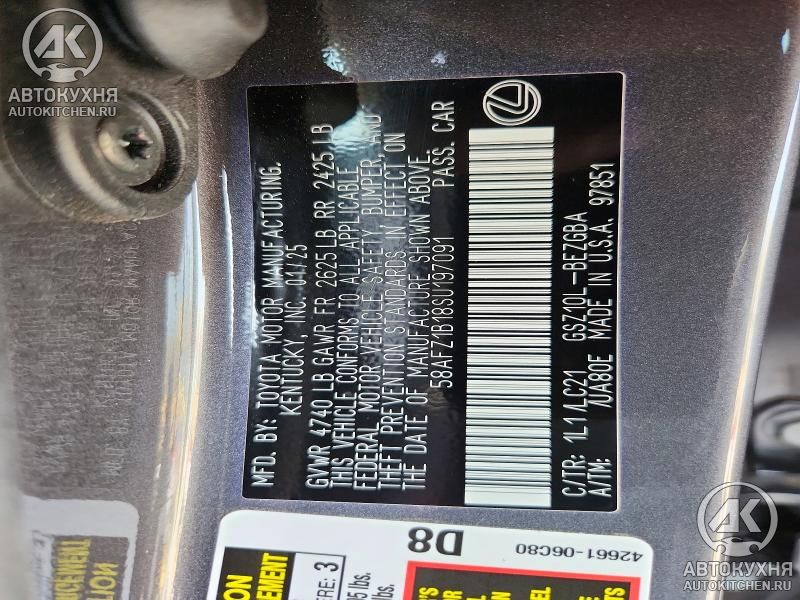 АВТОКУХНЯ
AUTOKITCHEN.RU
MFD. BY: TOYOTA MOTOR MANUFACTURING,
KENTUCKY, INC. 04/25
GVWR 4740 LB GAWR FR 2625 LB RR 2425 LB
THIS VEHICLE CONFORMS TO ALL APPLICABLE
FEDERAL MOTOR VEHICLE SAFETY, BUMPER, AND
THEFT PREVENTION STANDARDS IN EFFECT ON
THE DATE OF MANUFACTURE SHOWN ABOVE.
58AFZ1B18SU197091 PASS. CAR
C/TR: 1L1/LC21 GSZ10L-BEZGBA
A/TM: /UA80E MADE IN U.S.A. 97851
D8
42661-06C80
3
lbs.
АВТОКУХНЯ
AUTOKITCHEN.RU